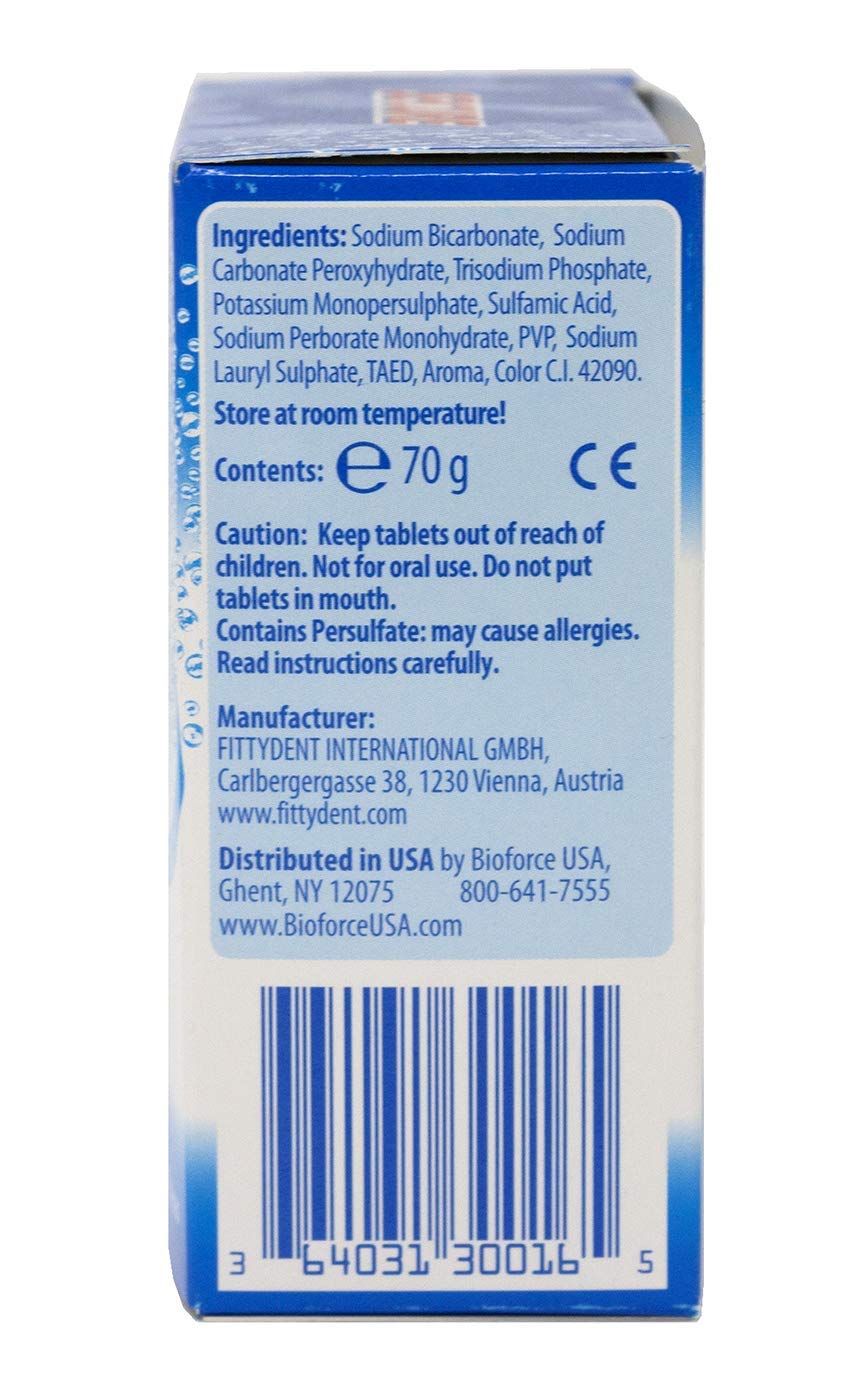 Ingredients: Sodium Bicarbonate, Sodium
Carbonate Peroxyhydrate, Trisodium Phosphate,
Potassium Monopersulphate, Sulfamic Acid,
Sodium Perborate Monohydrate, PVP, Sodium
Lauryl Sulphate, TAED, Aroma, Color C.I. 42090.
Store at room temperature!
Contents: ℮ 70 g CE
Caution: Keep tablets out of reach of
children. Not for oral use. Do not put
tablets in mouth.
Contains Persulfate: may cause allergies.
Read instructions carefully.
Manufacturer:
FITTYDENT INTERNATIONAL GMBH,
Carlbergergasse 38, 1230 Vienna, Austria
www.fittydent.com
Distributed in USA by Bioforce USA,
Ghent, NY 12075 800-641-7555
www.BioforceUSA.com
3 64031 30016 5